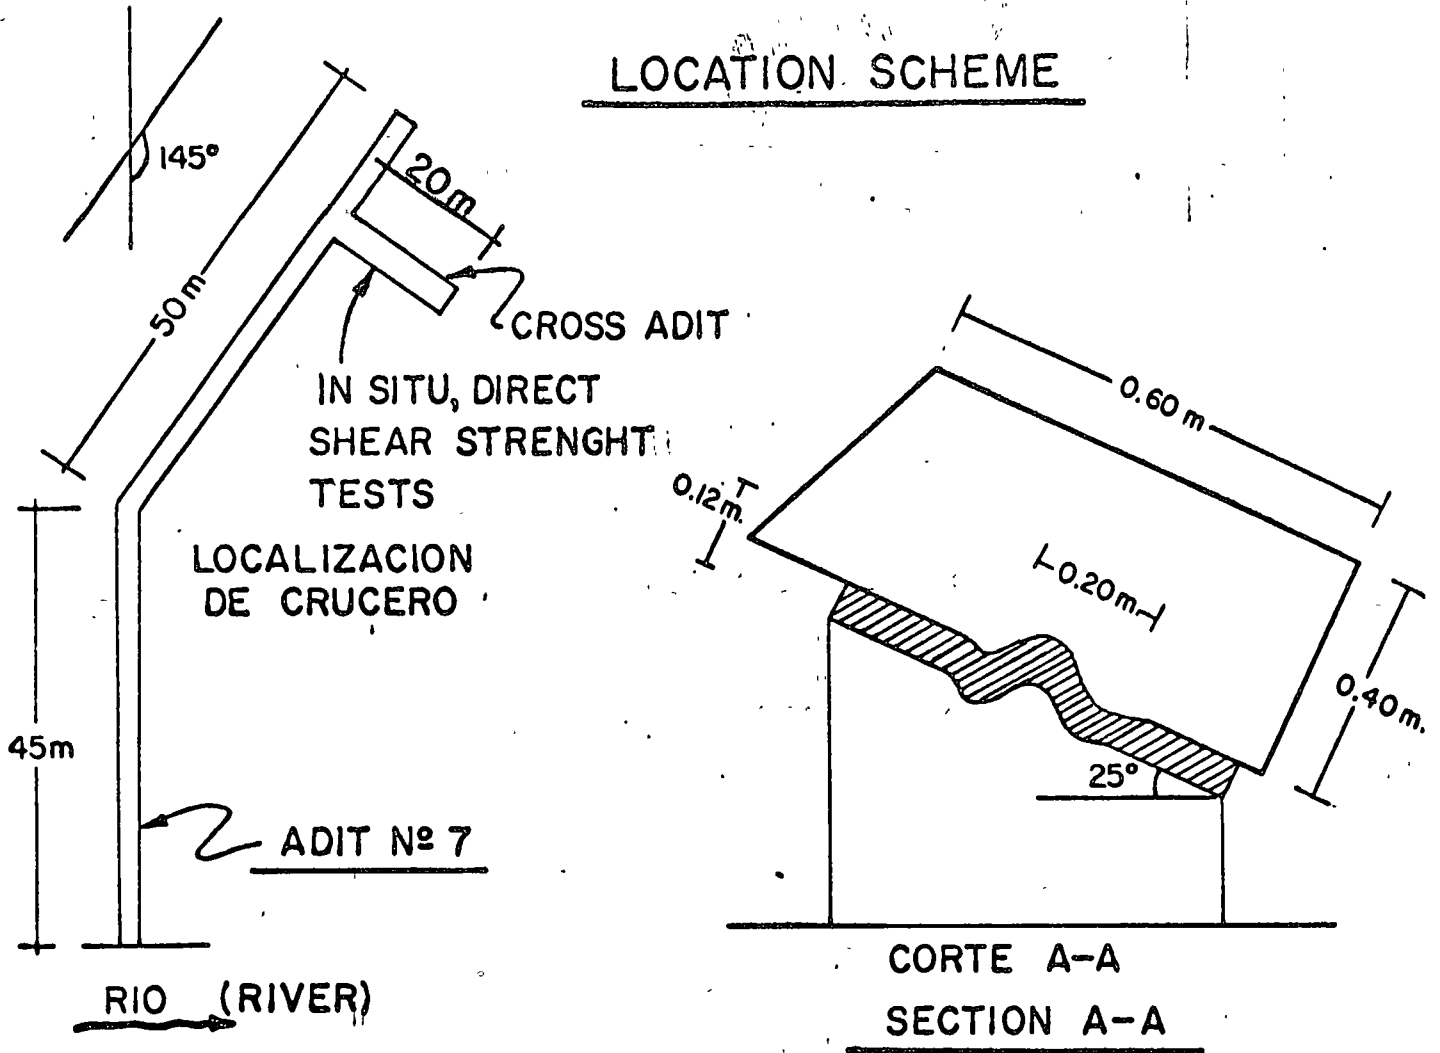 LOCATION SCHEME
145°
20m
50m
CROSS ADIT
IN SITU, DIRECT
SHEAR STRENGHT
TESTS
LOCALIZACION
DE CRUCERO
45m
ADIT Nº 7
RIO (RIVER)
0.60 m
0.12m.
0.20m.
0.40m.
25°
CORTE A-A
SECTION A-A